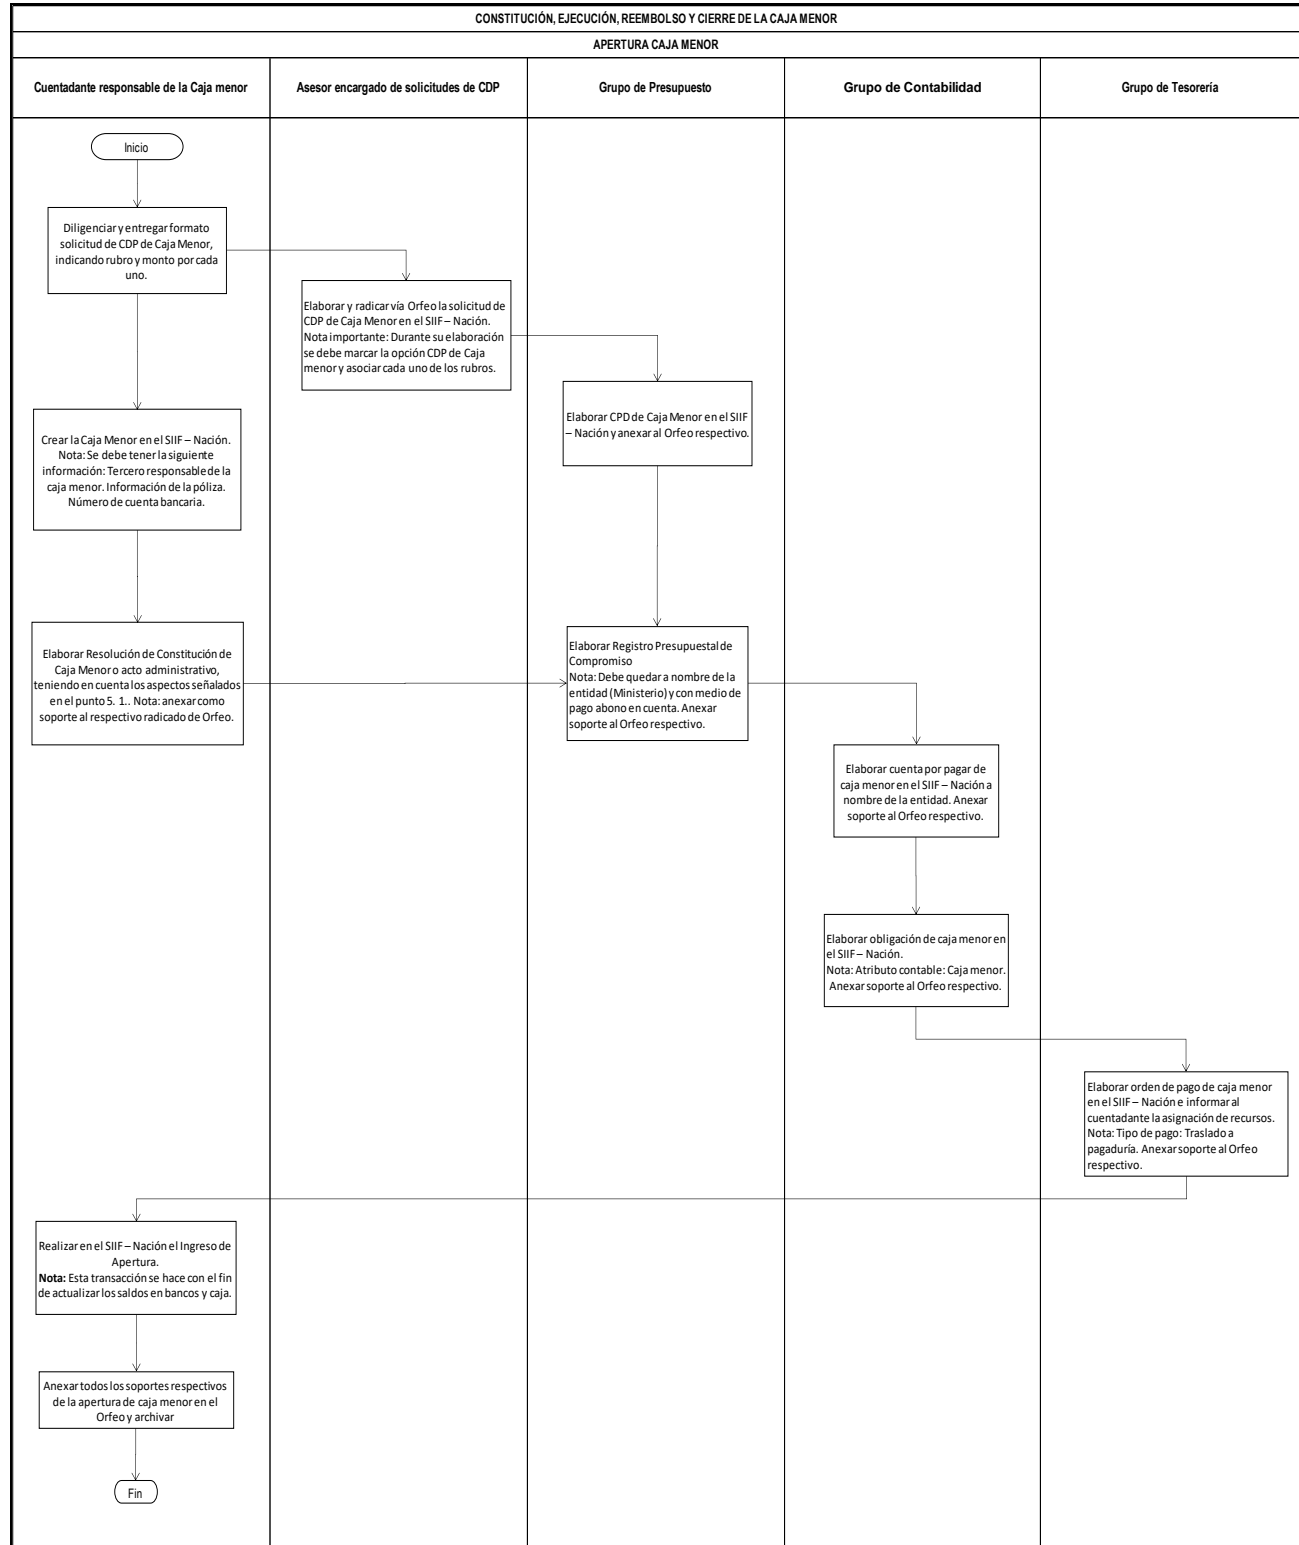 CONSTITUCIÓN, EJECUCIÓN, REEMBOLSO Y CIERRE DE LA CAJA MENOR
APERTURA CAJA MENOR
Cuentadante responsable de la Caja menor
Asesor encargado de solicitudes de CDP
Grupo de Presupuesto
Grupo de Contabilidad
Grupo de Tesorería
Inicio
Diligenciar y entregar formato
solicitud de CDP de Caja Menor,
indicando rubro y monto por cada
uno.
Elaborar y radicar vía Orfeo la solicitud de
CDP de Caja Menor en el SIIF – Nación.
Nota importante: Durante su elaboración
se debe marcar la opción CDP de Caja
menor y asociar cada uno de los rubros.
Elaborar CPD de Caja Menor en el SIIF
– Nación y anexar al Orfeo respectivo.
Crear la Caja Menor en el SIIF – Nación.
Nota: Se debe tener la siguiente
información: Tercero responsable de la
caja menor. Información de la póliza.
Número de cuenta bancaria.
Elaborar Resolución de Constitución de
Caja Menor o acto administrativo,
teniendo en cuenta los aspectos señalados
en el punto 5. 1.. Nota: anexar como
soporte al respectivo radicado de Orfeo.
Elaborar Registro Presupuestal de
Compromiso
Nota: Debe quedar a nombre de la
entidad (Ministerio) y con medio de
pago abono en cuenta. Anexar
soporte al Orfeo respectivo.
Elaborar cuenta por pagar de
caja menor en el SIIF – Nación a
nombre de la entidad. Anexar
soporte al Orfeo respectivo.
Elaborar obligación de caja menor en
el SIIF – Nación.
Nota: Atributo contable: Caja menor.
Anexar soporte al Orfeo respectivo.
Elaborar orden de pago de caja menor
en el SIIF – Nación e informar al
cuentadante la asignación de recursos.
Nota: Tipo de pago: Traslado a
pagaduría. Anexar soporte al Orfeo
respectivo.
Realizar en el SIIF – Nación el Ingreso de
Apertura.
Nota: Esta transacción se hace con el fin
de actualizar los saldos en bancos y caja.
Anexar todos los soportes respectivos
de la apertura de caja menor en el
Orfeo y archivar
Fin